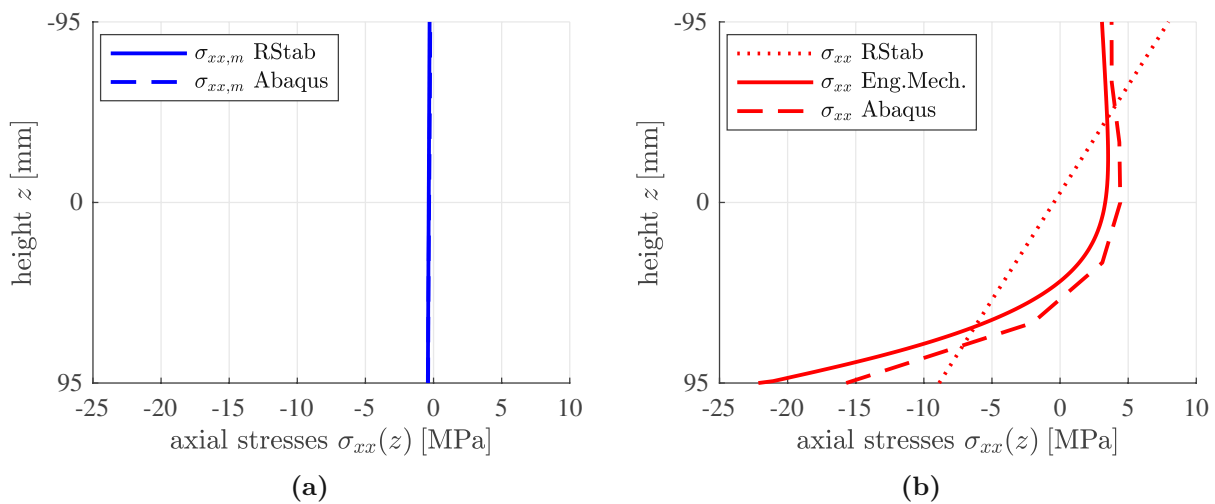 -95
σxx,m RStab
σxx,m Abaqus
height z [mm]
0
95
-25 -20 -15 -10 -5 0 5 10
axial stresses σxx(z) [MPa]
(a)
-95
σxx RStab
σxx Eng.Mech.
σxx Abaqus
height z [mm]
0
95
-25 -20 -15 -10 -5 0 5 10
axial stresses σxx(z) [MPa]
(b)